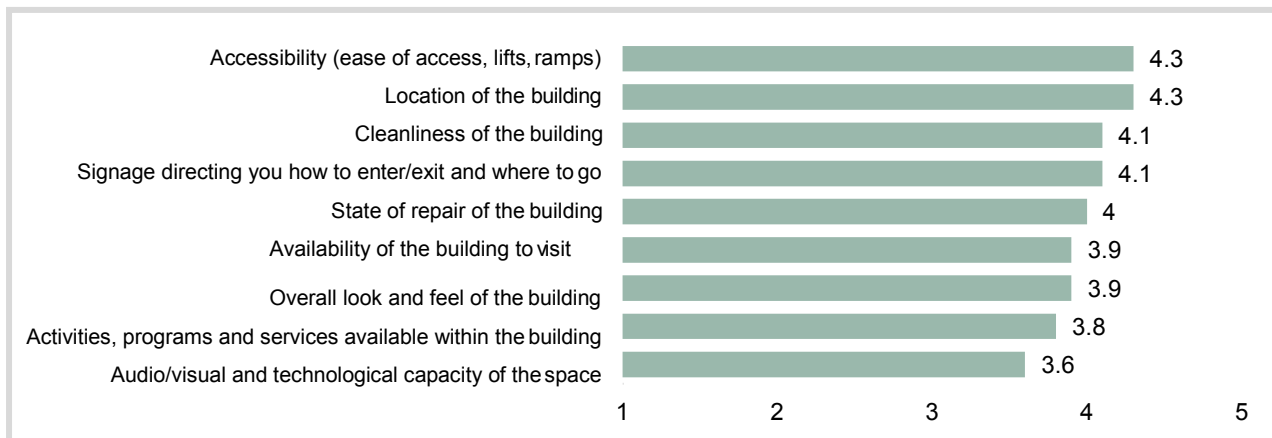 Accessibility (ease of access, lifts, ramps) 4.3
Location of the building 4.3
Cleanliness of the building 4.1
Signage directing you how to enter/exit and where to go 4.1
State of repair of the building 4
Availability of the building to visit 3.9
Overall look and feel of the building 3.9
Activities, programs and services available within the building 3.8
Audio/visual and technological capacity of the space 3.6
1 2 3 4 5